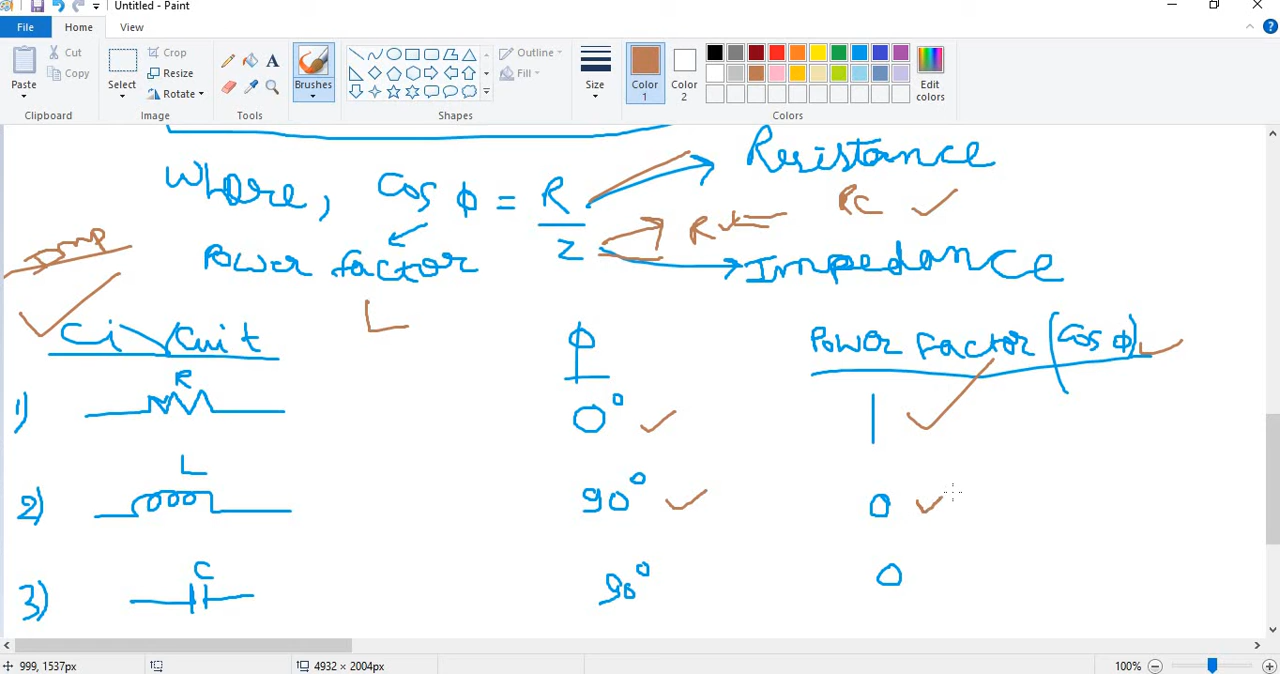 Untitled - Paint
File Home View
Paste Cut Copy Select Crop Resize Rotate A Brushes Outline Fill Size Color 1 Color 2 Edit colors
Clipboard Image Tools Shapes Colors
Where, Cos ϕ = R/Z Resistance
RC
R
Imp
Power factor Impedance
L
Circuit ϕ Power Factor (Cos ϕ)
R
1) 0° 1
L
2) 90° 0
C
3) 90° 0
999, 1537px 4932 × 2004px 100%